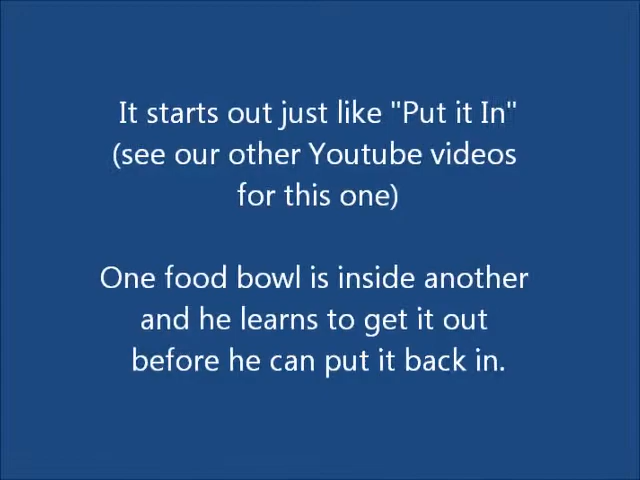 It starts out just like "Put it In"
(see our other Youtube videos
for this one)
One food bowl is inside another
and he learns to get it out
before he can put it back in.